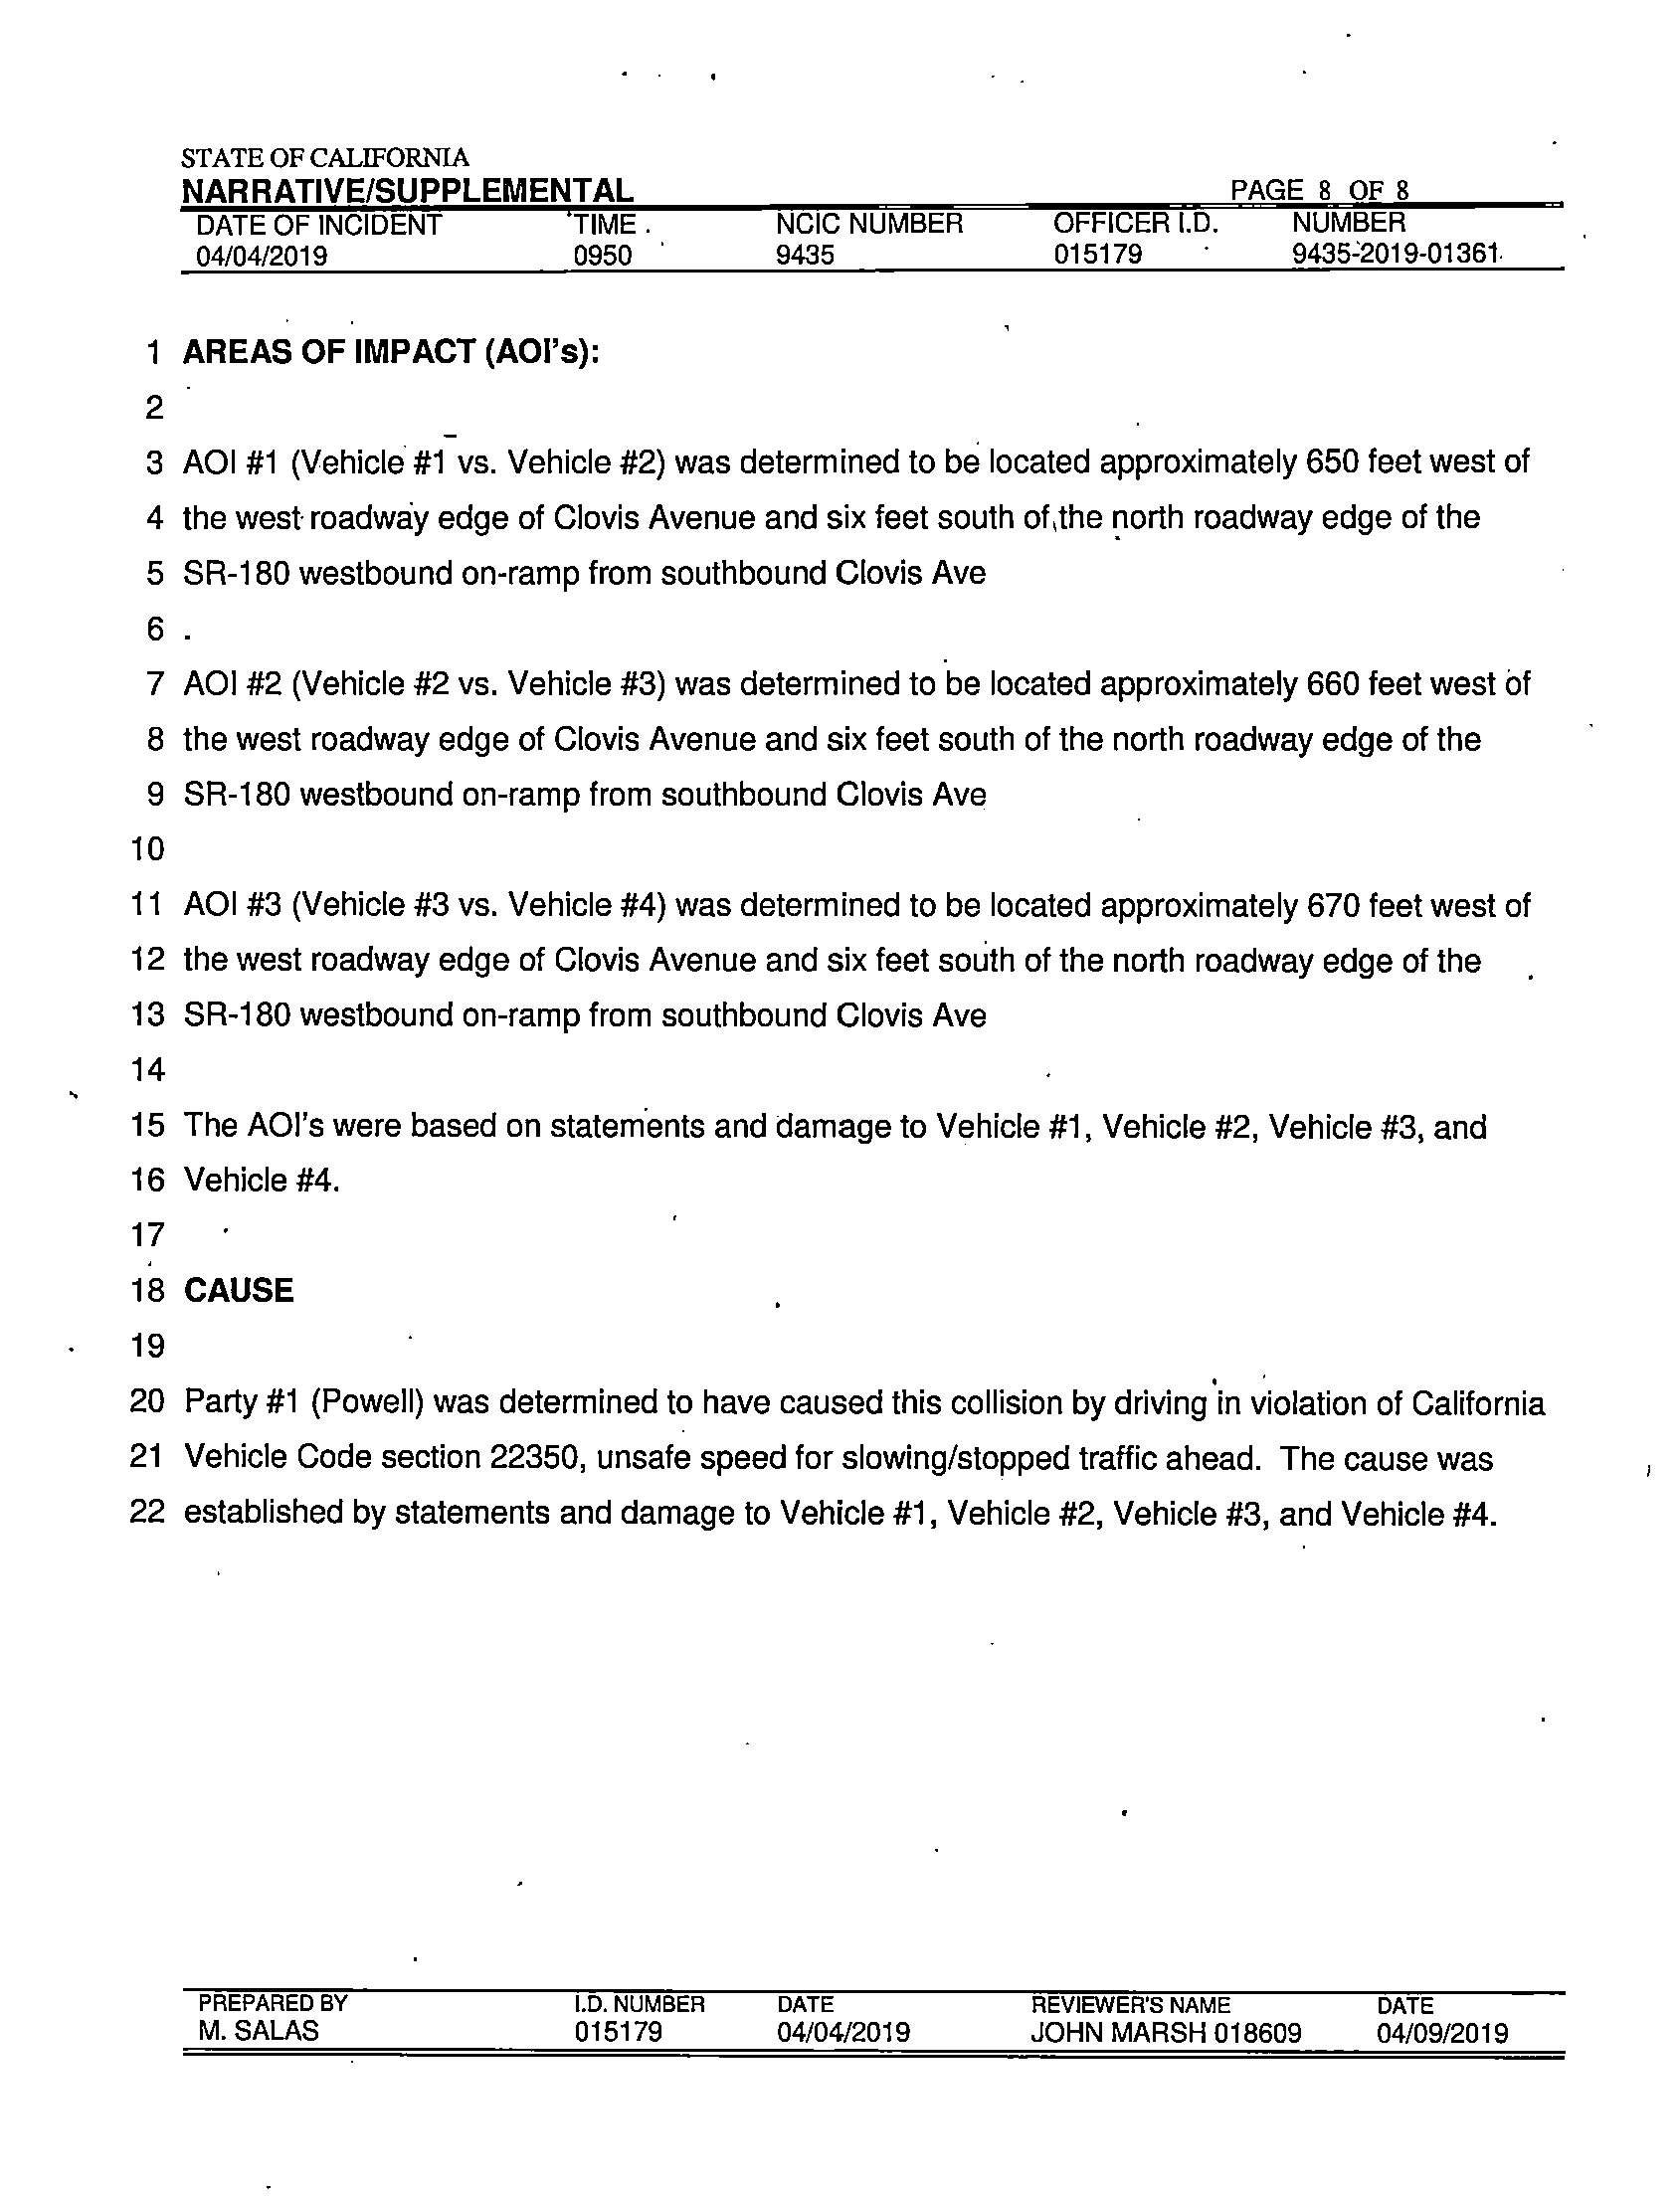 STATE OF CALIFORNIA
NARRATIVE/SUPPLEMENTAL PAGE 8 OF 8
DATE OF INCIDENT TIME NCIC NUMBER OFFICER I.D. NUMBER
04/04/2019 0950 9435 015179 9435-2019-01361
1 AREAS OF IMPACT (AOI's):
2
3 AOI #1 (Vehicle #1 vs. Vehicle #2) was determined to be located approximately 650 feet west of
4 the west roadway edge of Clovis Avenue and six feet south of the north roadway edge of the
5 SR-180 westbound on-ramp from southbound Clovis Ave
6 .
7 AOI #2 (Vehicle #2 vs. Vehicle #3) was determined to be located approximately 660 feet west of
8 the west roadway edge of Clovis Avenue and six feet south of the north roadway edge of the
9 SR-180 westbound on-ramp from southbound Clovis Ave
10
11 AOI #3 (Vehicle #3 vs. Vehicle #4) was determined to be located approximately 670 feet west of
12 the west roadway edge of Clovis Avenue and six feet south of the north roadway edge of the
13 SR-180 westbound on-ramp from southbound Clovis Ave
14
15 The AOI's were based on statements and damage to Vehicle #1, Vehicle #2, Vehicle #3, and
16 Vehicle #4.
17
18 CAUSE
19
20 Party #1 (Powell) was determined to have caused this collision by driving in violation of California
21 Vehicle Code section 22350, unsafe speed for slowing/stopped traffic ahead. The cause was
22 established by statements and damage to Vehicle #1, Vehicle #2, Vehicle #3, and Vehicle #4.
PREPARED BY I.D. NUMBER DATE REVIEWER'S NAME DATE
M. SALAS 015179 04/04/2019 JOHN MARSH 018609 04/09/2019